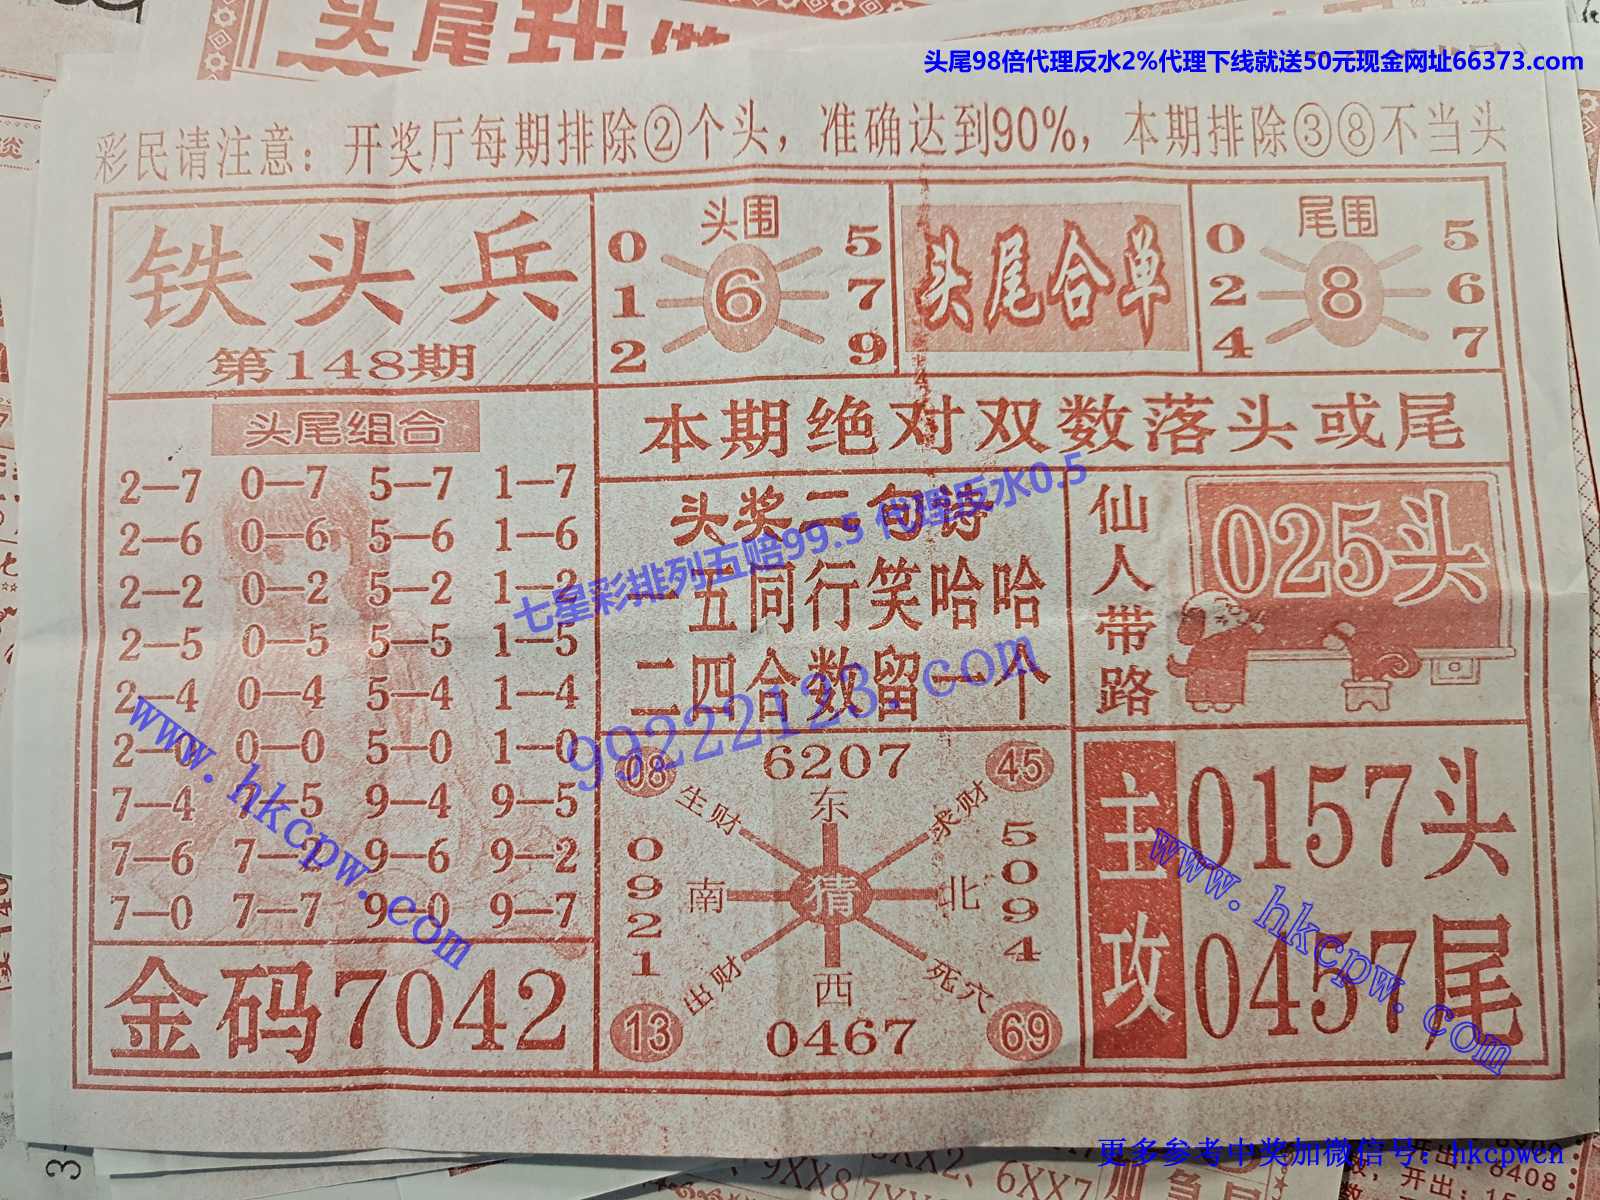 头尾98倍代理反水2%代理下线就送50元现金网址66373.com
彩民请注意：开奖厅每期排除②个头，准确达到90%，本期排除③⑧不当头
铁头兵
第148期
头围
0 5
1 6 7
2 9
头尾合单
尾围
0 5
2 8 6
4 7
头尾组合
2—7 0—7 5—7 1—7
2—6 0—6 5—6 1—6
2—2 0—2 5—2 1—2
2—5 0—5 5—5 1—5
2—4 0—4 5—4 1—4
2—0 0—0 5—0 1—0
7—4 7—5 9—4 9—5
7—6 7—2 9—6 9—2
7—0 7—7 9—0 9—7
金码7042
本期绝对双数落头或尾
头奖二句诗
一五同行笑哈哈
二四合数留一个
仙人带路
025头
08 6207 45
生财 东 求财
0921
南 猜 北
5094
出财 西 死穴
13 0467 69
主攻
0157头
0457尾
七星彩排列五赔99.5 代理反水0.5
99222123.com
www.hkcpw.com
www.hkcpw.com
更多参考中奖加微信号：hkcpwcn